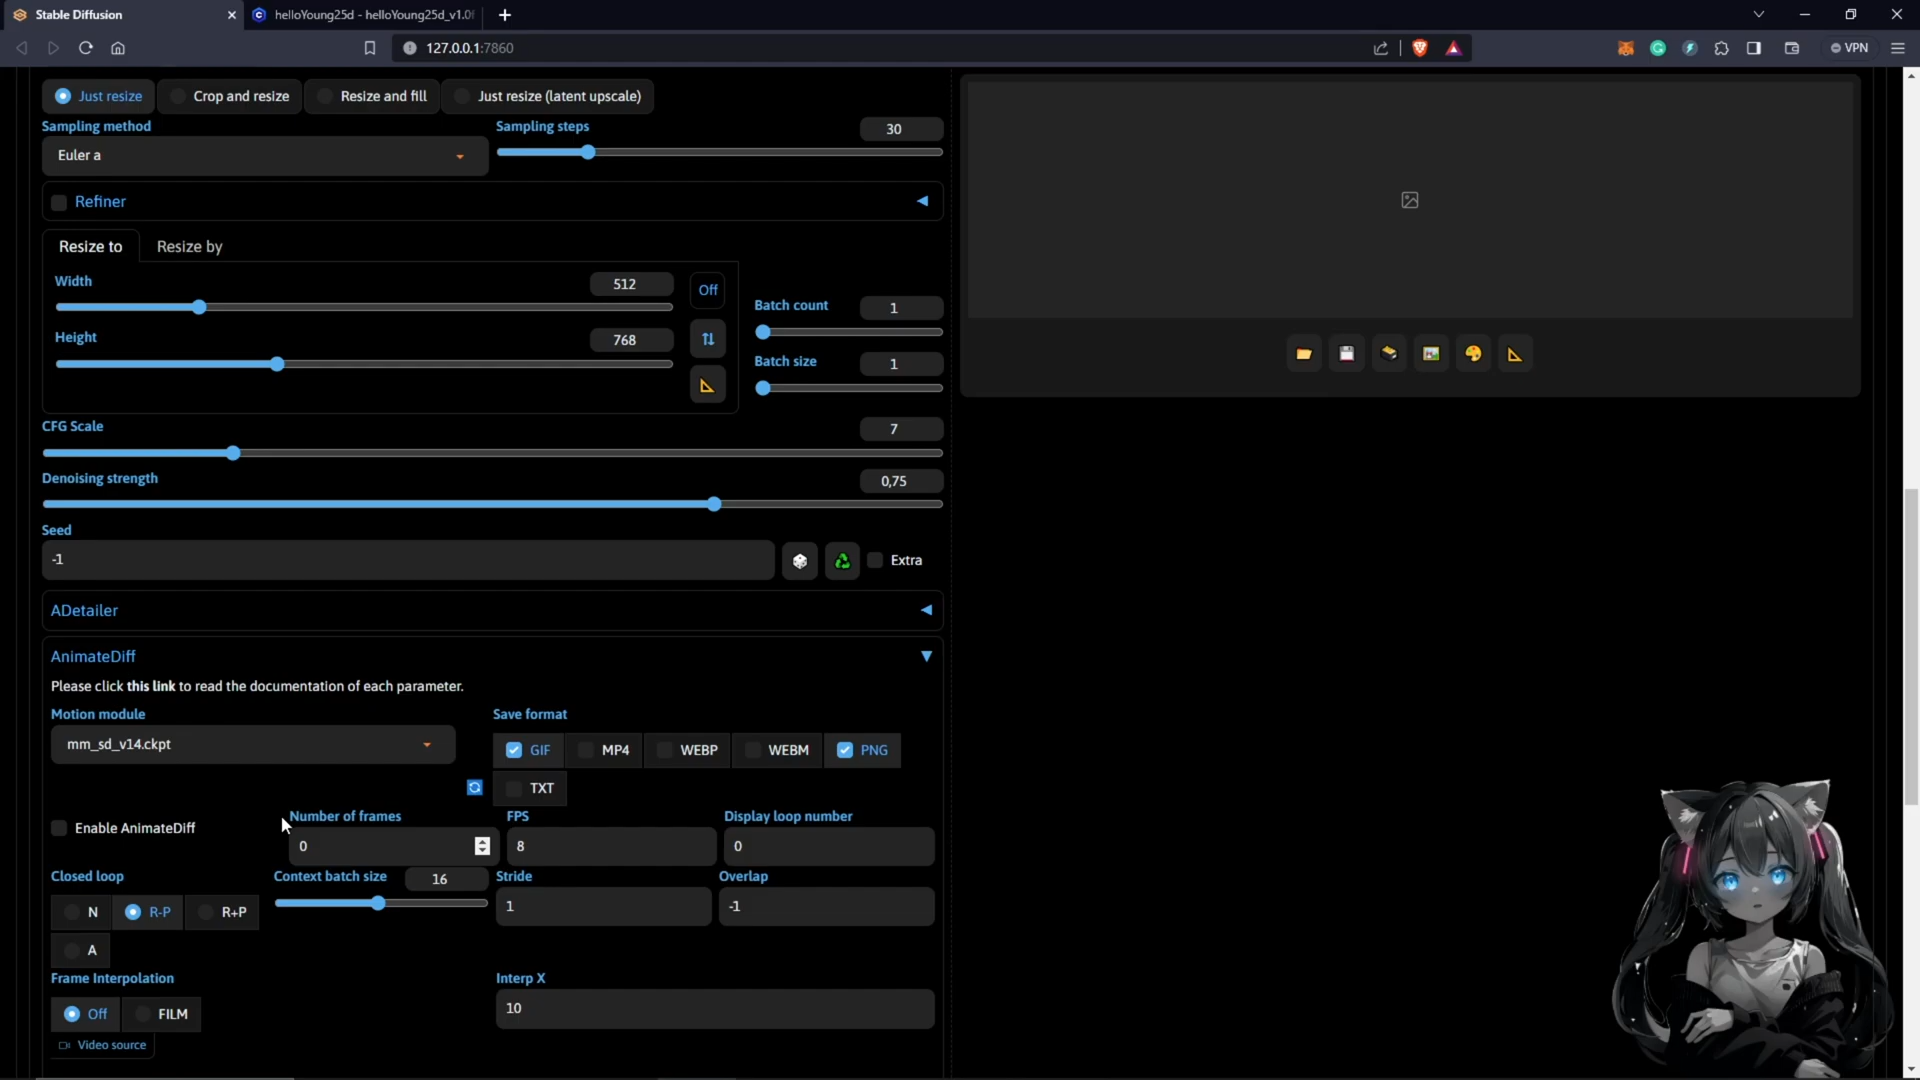 Stable Diffusion
helloYoung25d - helloYoung25d_v1.0f
127.0.0.1:7860
VPN
Just resize
Crop and resize
Resize and fill
Just resize (latent upscale)
Sampling method
Sampling steps
30
Euler a
Refiner
Resize to
Resize by
Width
512
Off
Batch count
1
Height
768
Batch size
1
CFG Scale
7
Denoising strength
0,75
Seed
-1
Extra
ADetailer
AnimateDiff
Please click this link to read the documentation of each parameter.
Motion module
Save format
mm_sd_v14.ckpt
GIF
MP4
WEBP
WEBM
PNG
TXT
Enable AnimateDiff
Number of frames
FPS
Display loop number
0
8
0
Closed loop
Context batch size
16
Stride
Overlap
N
R-P
R+P
1
-1
A
Frame Interpolation
Interp X
Off
FILM
10
Video source